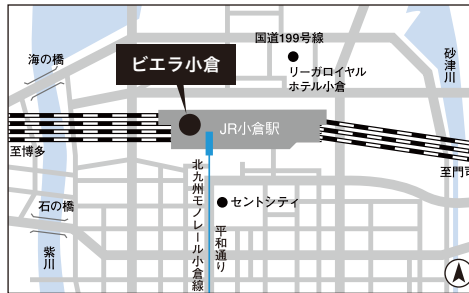 国道199号線
海の橋
砂津川
ビエラ小倉
リーガロイヤル
ホテル小倉
JR小倉駅
至博多
至門司
北九州モノレール小倉線
セントシティ
石の橋
平和通り
紫川